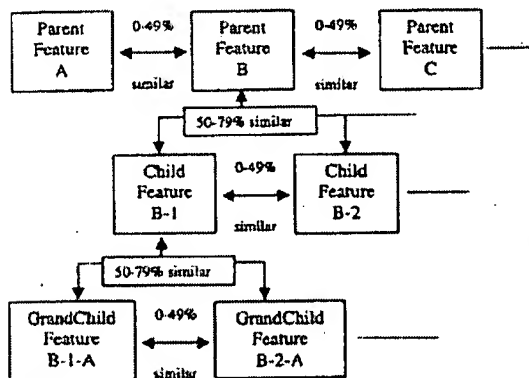 Parent
Feature
A
0-49%
similar
Parent
Feature
B
0-49%
similar
Parent
Feature
C
50-79% similar
Child
Feature
B-1
0-49%
similar
Child
Feature
B-2
50-79% similar
GrandChild
Feature
B-1-A
0-49%
similar
GrandChild
Feature
B-2-A